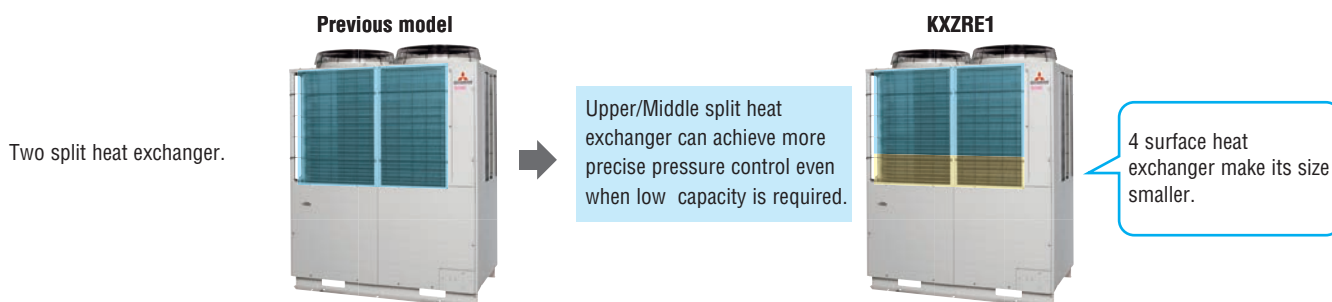 Previous model
KXZRE1
Two split heat exchanger.
Upper/Middle split heat
exchanger can achieve more
precise pressure control even
when low capacity is required.
4 surface heat
exchanger make its size
smaller.